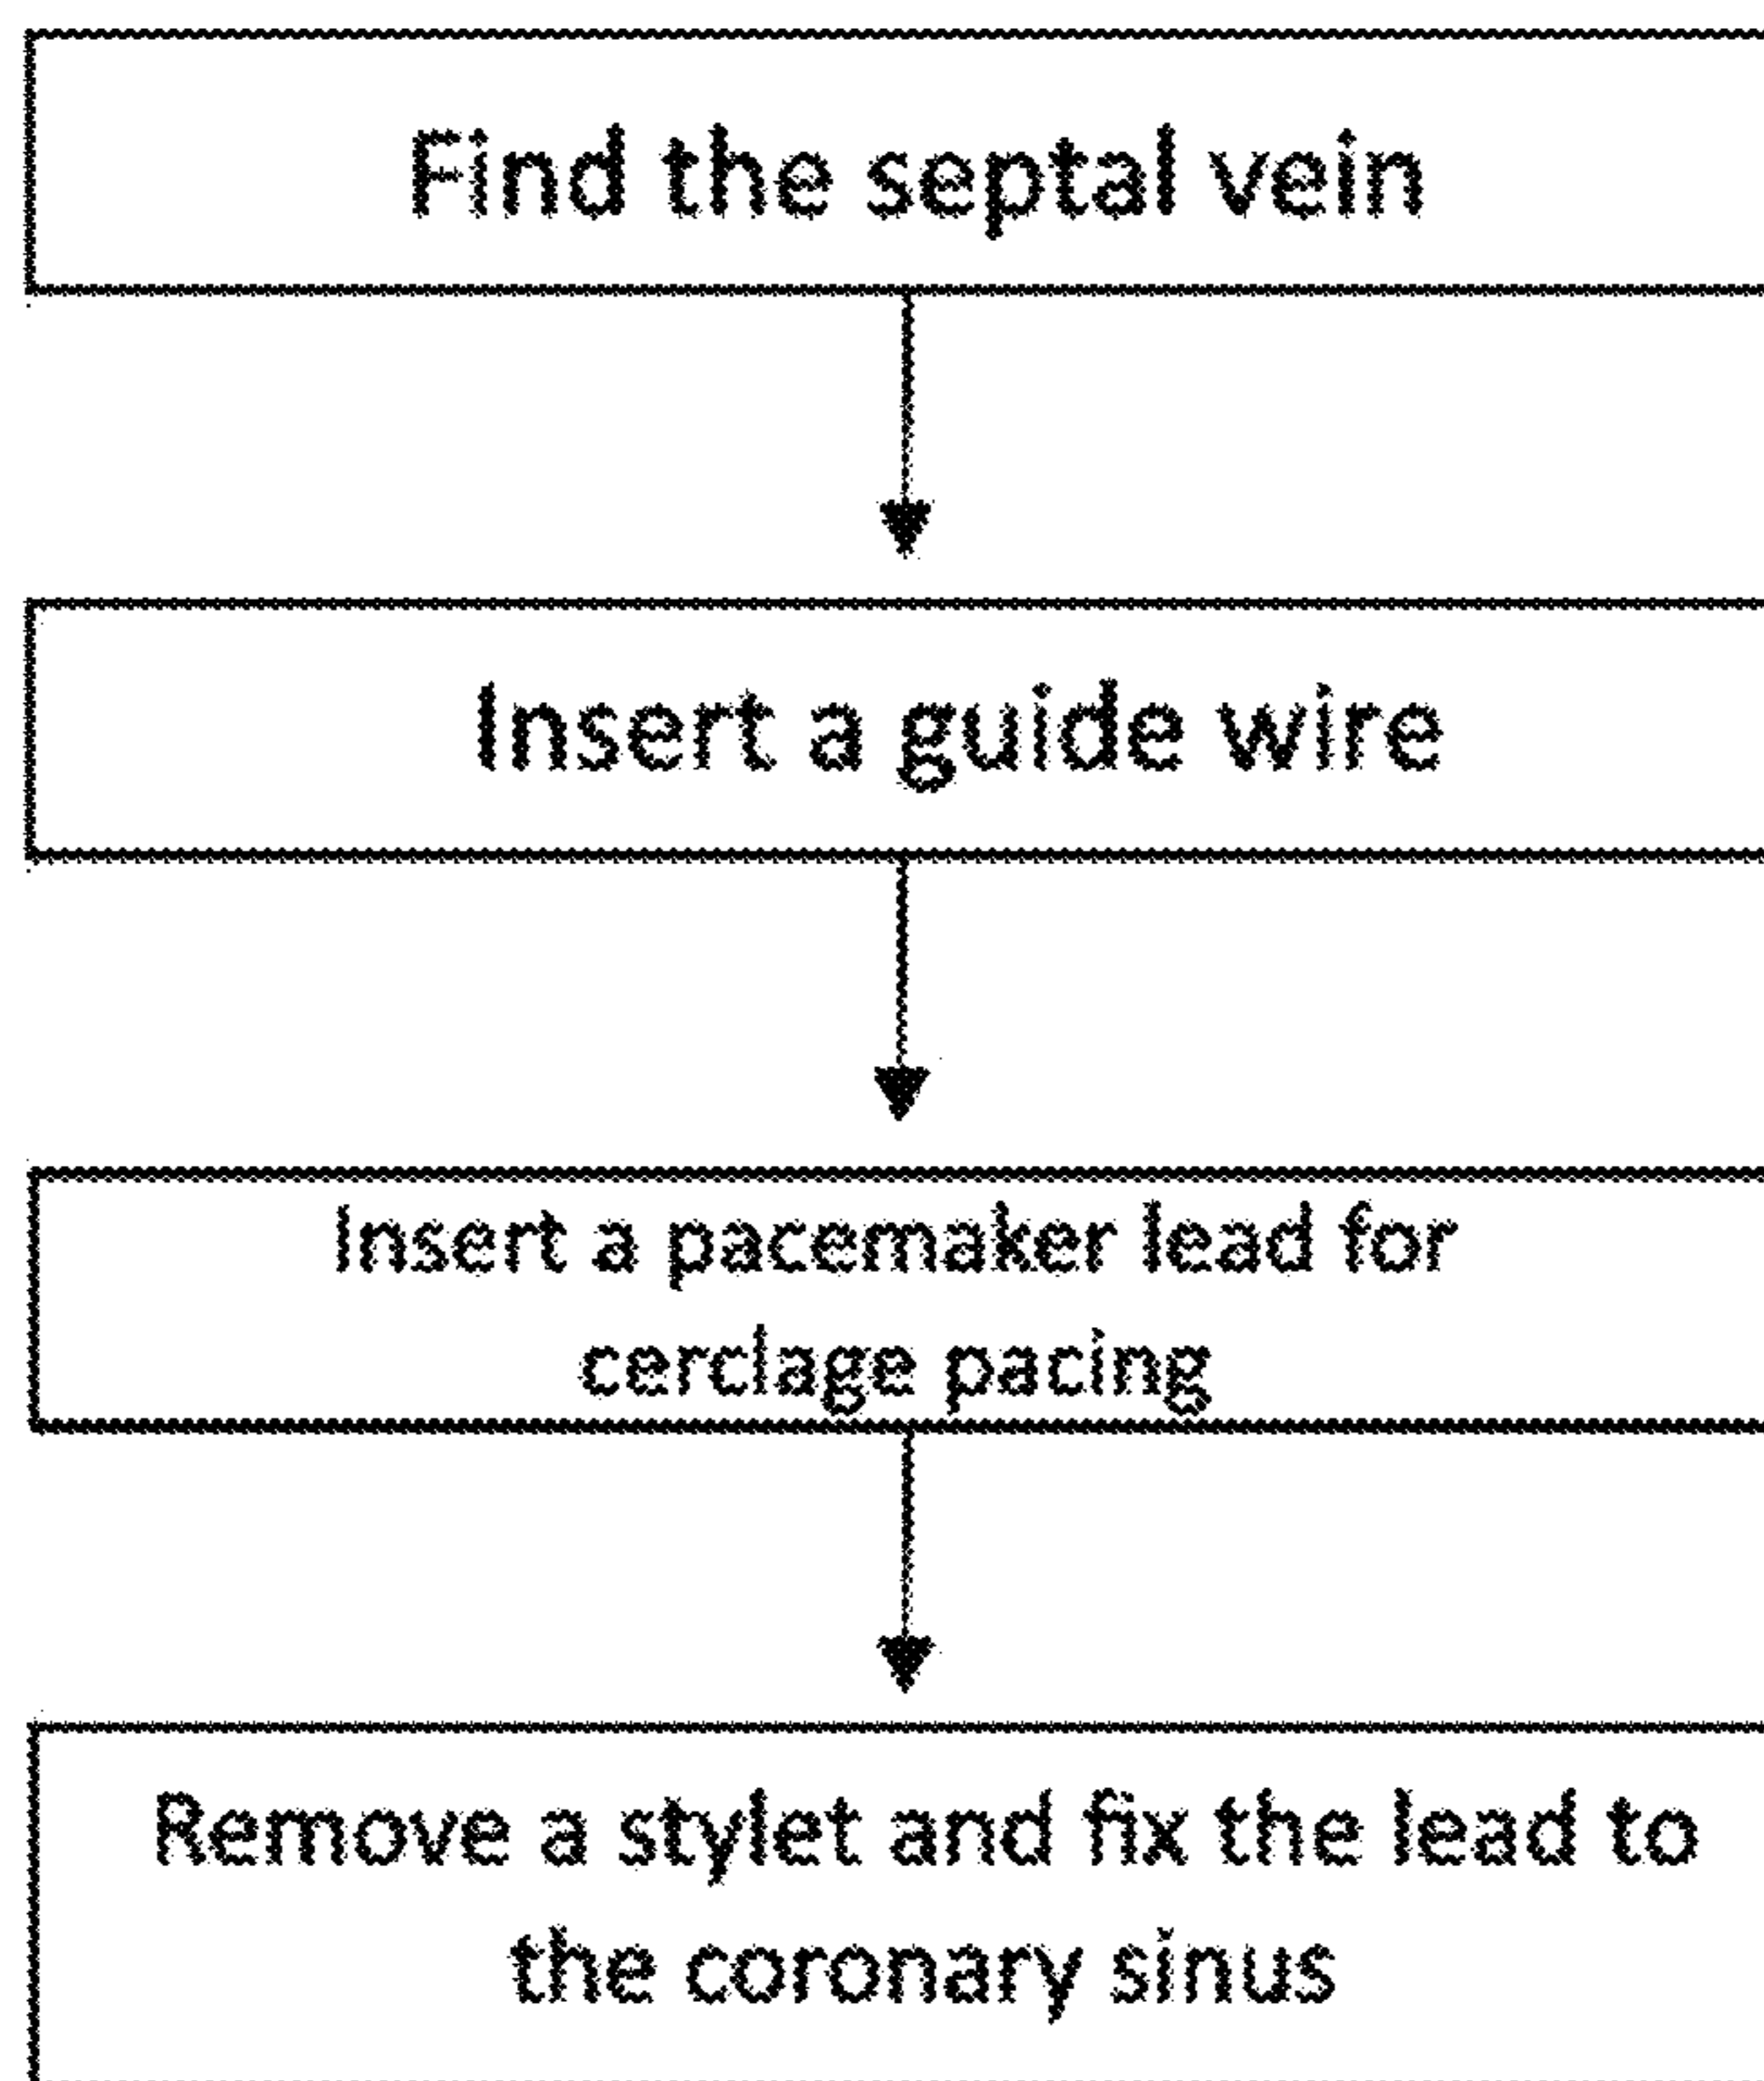 Find the septal vein
Insert a guide wire
Insert a pacemaker lead for
cerclage pacing
Remove a stylet and fix the lead to
the coronary sinus